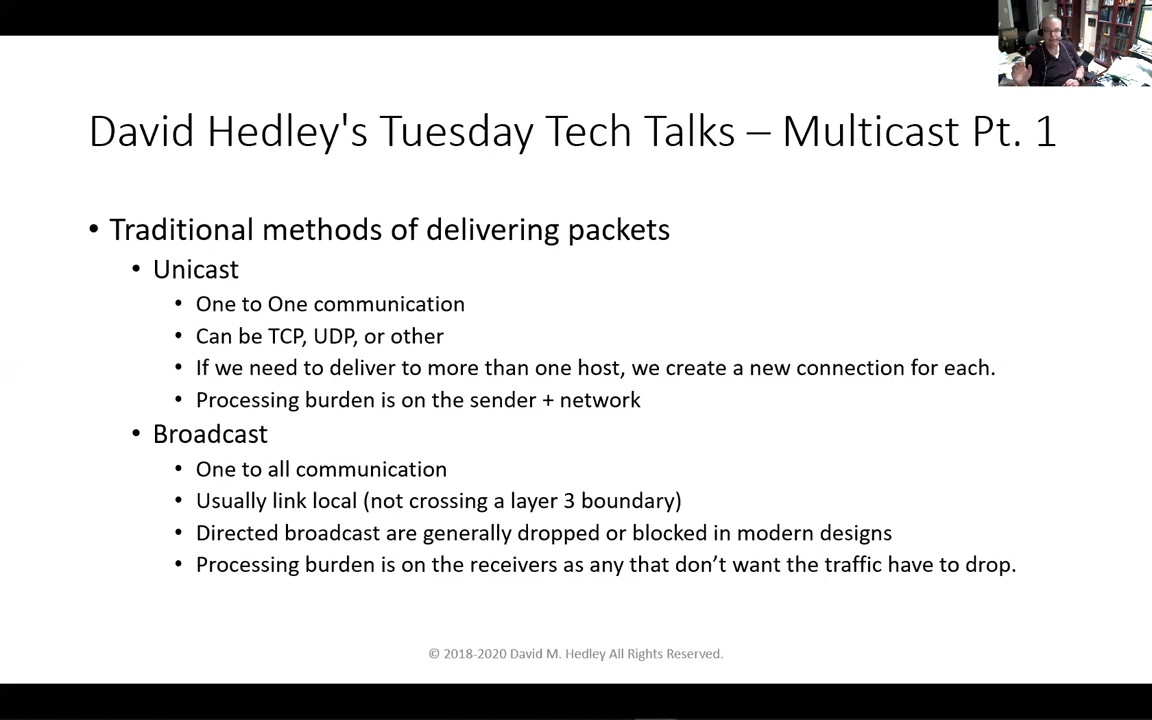 David Hedley's Tuesday Tech Talks – Multicast Pt. 1
• Traditional methods of delivering packets
• Unicast
• One to One communication
• Can be TCP, UDP, or other
• If we need to deliver to more than one host, we create a new connection for each.
• Processing burden is on the sender + network
• Broadcast
• One to all communication
• Usually link local (not crossing a layer 3 boundary)
• Directed broadcast are generally dropped or blocked in modern designs
• Processing burden is on the receivers as any that don’t want the traffic have to drop.
© 2018-2020 David M. Hedley All Rights Reserved.